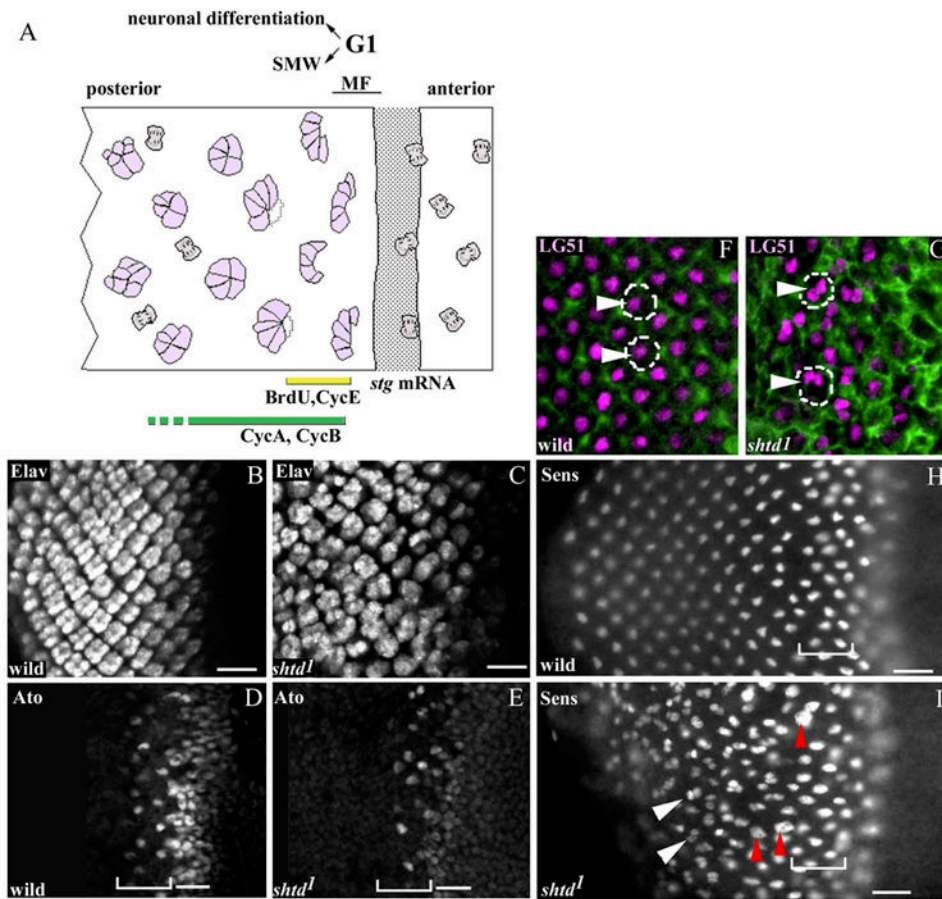 A
neuronal differentiation
G1
SMW
MF
posterior
anterior
BrdU,CycE
stg mRNA
CycA, CycB
LG51
F
wild
LG51
G
shtd1
Elav
B
wild
Elav
C
shtd1
Sens
H
wild
Ato
D
wild
Ato
E
shtd1
Sens
I
shtd1